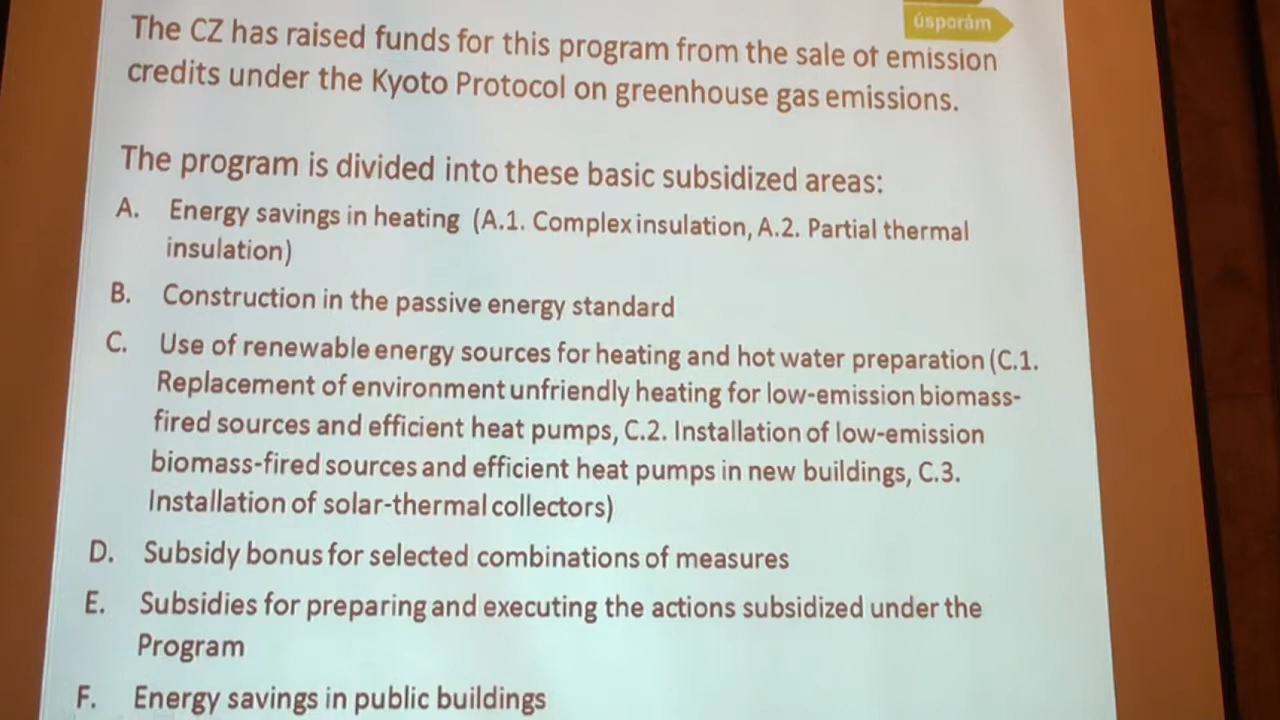 úsporám
The CZ has raised funds for this program from the sale of emission
credits under the Kyoto Protocol on greenhouse gas emissions.
The program is divided into these basic subsidized areas:
A. Energy savings in heating (A.1. Complex insulation, A.2. Partial thermal
insulation)
B. Construction in the passive energy standard
C. Use of renewable energy sources for heating and hot water preparation (C.1.
Replacement of environment unfriendly heating for low-emission biomass-
fired sources and efficient heat pumps, C.2. Installation of low-emission
biomass-fired sources and efficient heat pumps in new buildings, C.3.
Installation of solar-thermal collectors)
D. Subsidy bonus for selected combinations of measures
E. Subsidies for preparing and executing the actions subsidized under the
Program
F. Energy savings in public buildings